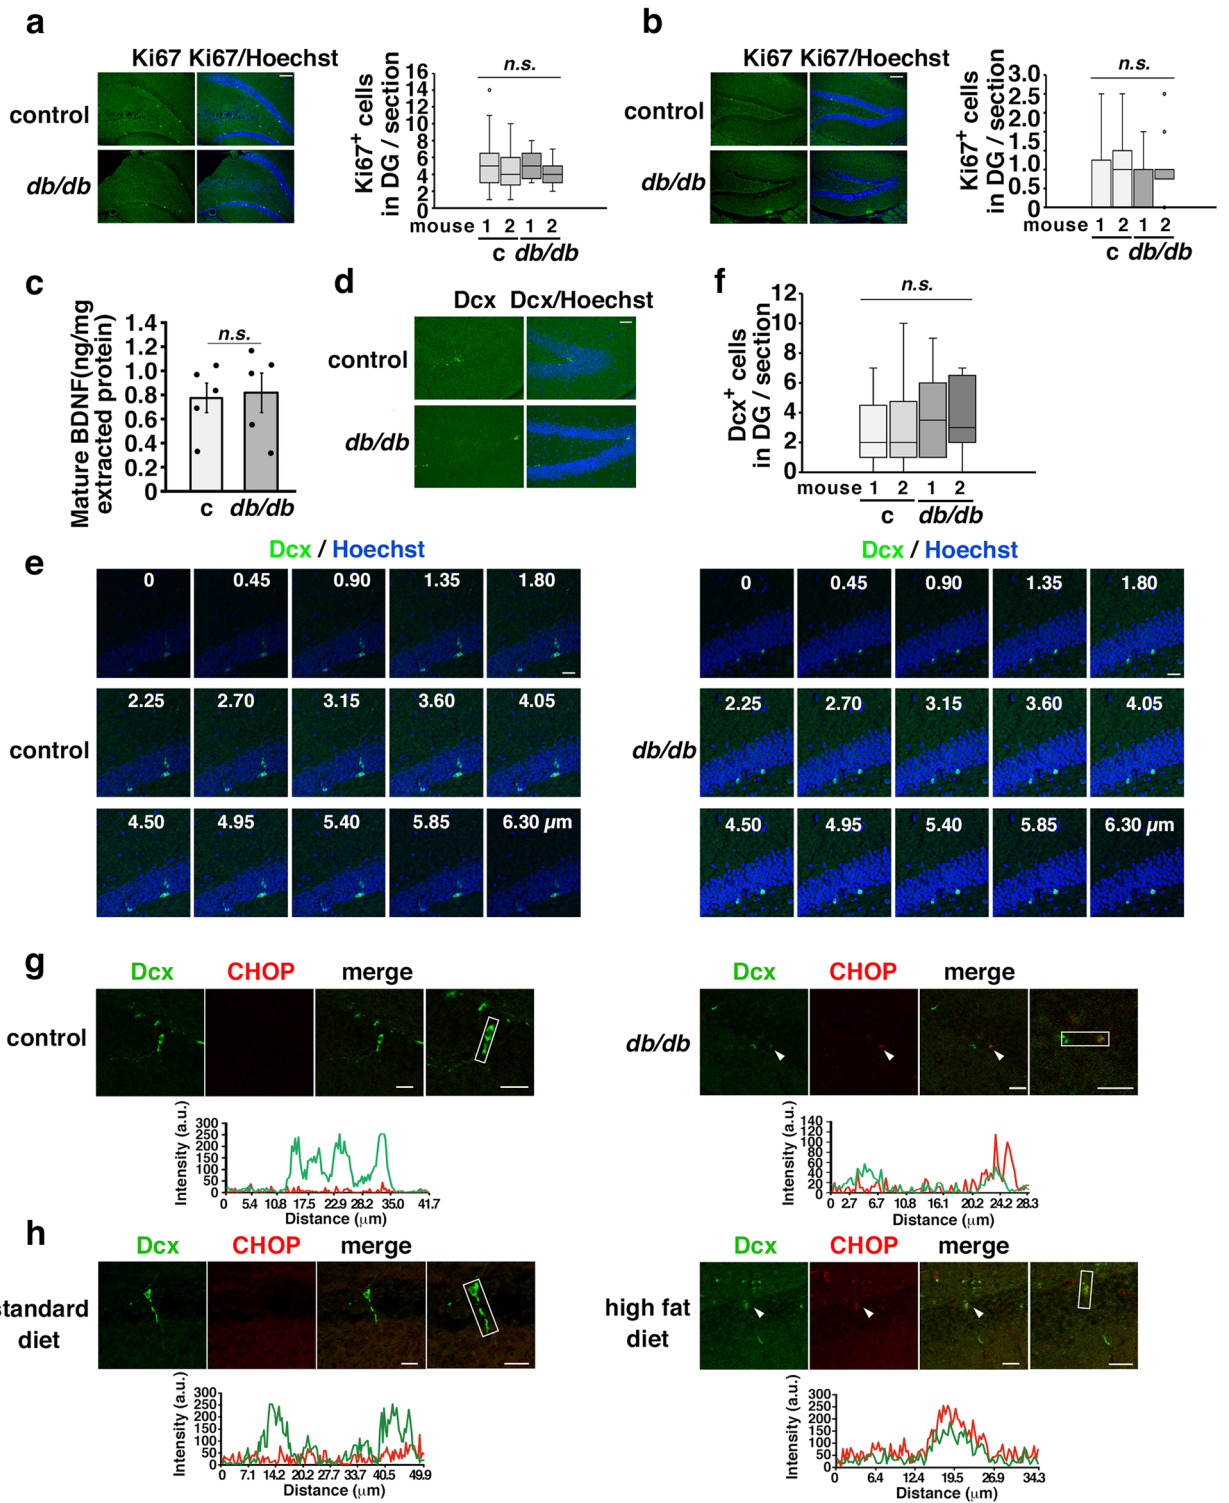 a
Ki67 Ki67/Hoechst
control
db/db
Ki67+ cells
in DG / section
16
14
12
10
8
6
4
2
0
n.s.
mouse 1 2 1 2
c db/db
b
Ki67 Ki67/Hoechst
control
db/db
Ki67+ cells
in DG / section
3.0
2.5
2.0
1.5
1.0
0.5
0
n.s.
mouse 1 2 1 2
c db/db
c
Mature BDNF(ng/mg
extracted protein)
1.4
1.2
1.0
0.8
0.6
0.4
0.2
0
n.s.
c db/db
d
Dcx Dcx/Hoechst
control
db/db
f
Dcx+ cells
in DG / section
12
10
8
6
4
2
0
n.s.
mouse 1 2 1 2
c db/db
e
Dcx / Hoechst
control
0 0.45 0.90 1.35 1.80
2.25 2.70 3.15 3.60 4.05
4.50 4.95 5.40 5.85 6.30 µm
Dcx / Hoechst
db/db
0 0.45 0.90 1.35 1.80
2.25 2.70 3.15 3.60 4.05
4.50 4.95 5.40 5.85 6.30 µm
g
Dcx CHOP merge
control
Intensity (a.u.)
300
250
200
150
100
50
0
0 5.4 10.8 17.5 22.9 28.2 35.0 41.7
Distance (µm)
Dcx CHOP merge
db/db
Intensity (a.u.)
140
120
100
80
60
40
20
0
0 2.7 6.7 10.8 16.1 20.2 24.2 28.3
Distance (µm)
h
Dcx CHOP merge
standard
diet
Intensity (a.u.)
300
250
200
150
100
50
0
0 7.1 14.2 20.2 27.7 33.7 40.5 49.9
Distance (µm)
Dcx CHOP merge
high fat
diet
Intensity (a.u.)
300
250
200
150
100
50
0
0 6.4 12.4 19.5 26.9 34.3
Distance (µm)